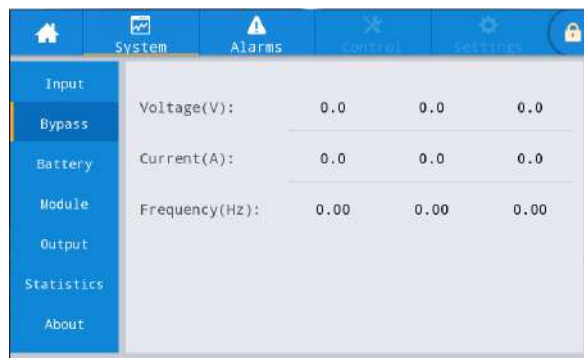 System Alarms Control Settings
Input
Bypass
Battery
Module
Output
Statistics
About
Voltage(V): 0.0 0.0 0.0
Current(A): 0.0 0.0 0.0
Frequency(Hz): 0.00 0.00 0.00